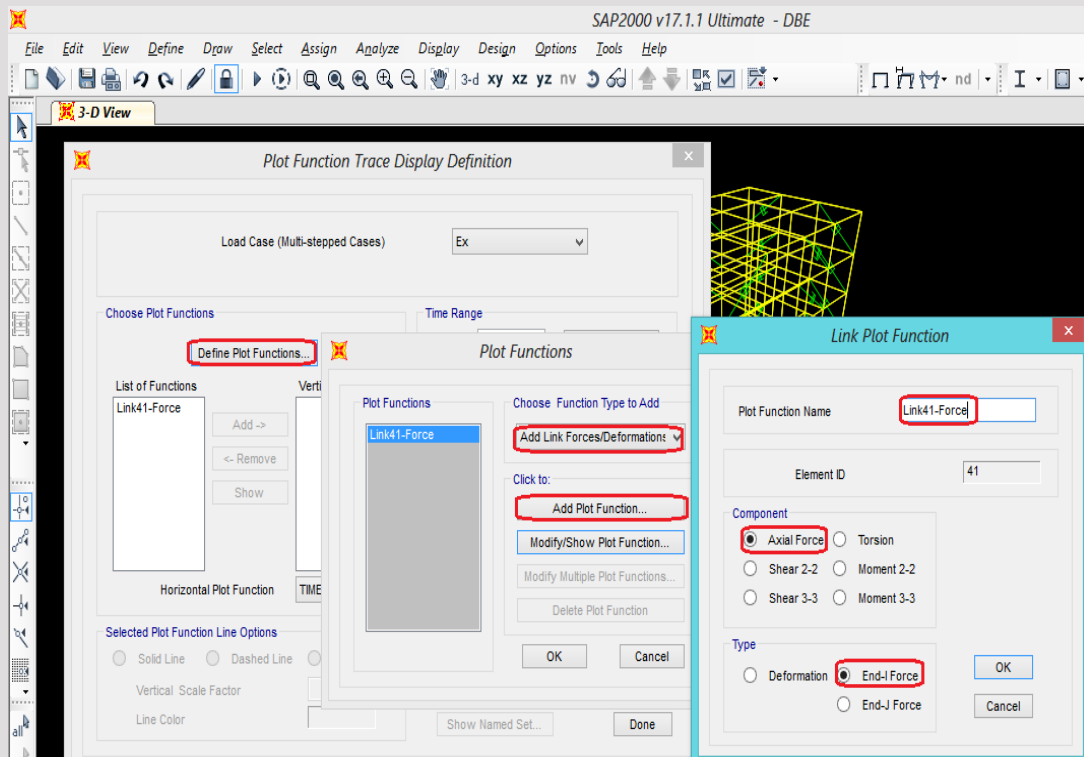 SAP2000 v17.1.1 Ultimate - DBE
File Edit View Define Draw Select Assign Analyze Display Design Options Tools Help
3-d xy xz yz nv nd
3-D View
Plot Function Trace Display Definition
Load Case (Multi-stepped Cases) Ex
Choose Plot Functions
Time Range
Define Plot Functions...
List of Functions
Verti
Link41-Force
Add ->
<- Remove
Show
Horizontal Plot Function TIME
Selected Plot Function Line Options
Solid Line Dashed Line
Vertical Scale Factor
Line Color
Show Named Set...
Done
Plot Functions
Plot Functions
Link41-Force
Choose Function Type to Add
Add Link Forces/Deformations
Click to:
Add Plot Function...
Modify/Show Plot Function...
Modify Multiple Plot Functions...
Delete Plot Function
OK Cancel
Link Plot Function
Plot Function Name Link41-Force
Element ID 41
Component
Axial Force Torsion
Shear 2-2 Moment 2-2
Shear 3-3 Moment 3-3
Type
Deformation End-I Force
End-J Force
OK
Cancel
all